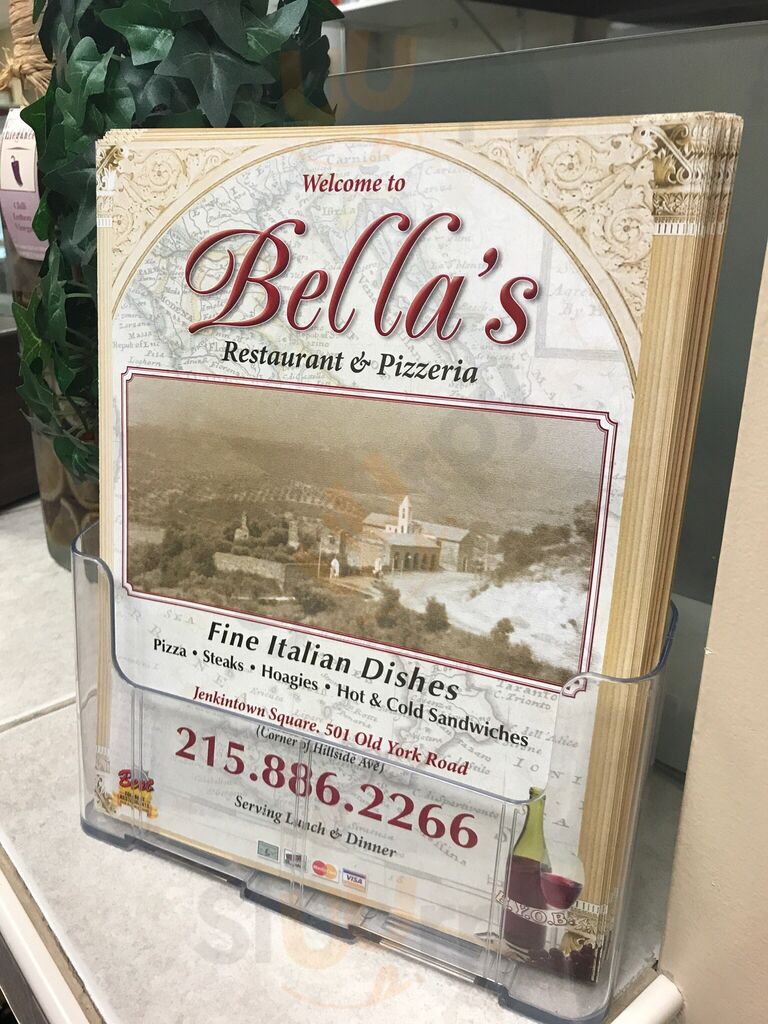 Welcome to
Bella's
Restaurant & Pizzeria
Fine Italian Dishes
Pizza • Steaks • Hoagies • Hot & Cold Sandwiches
Jenkintown Square, 501 Old York Road
(Corner of Hillside Ave)
215.886.2266
Serving Lunch & Dinner
Best
VISA
B.Y.O.B.